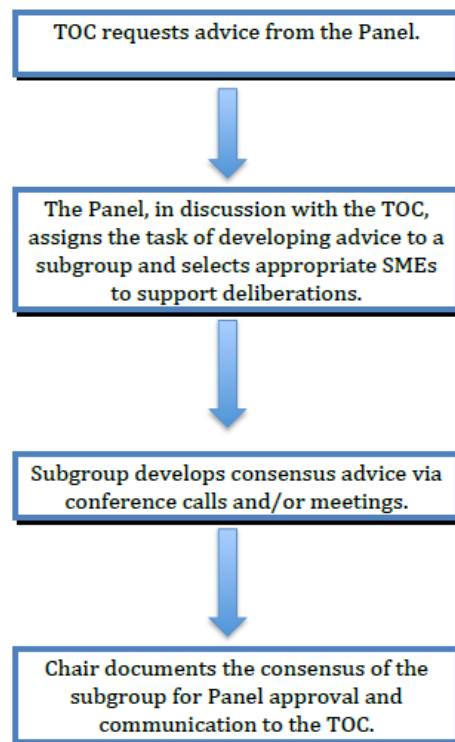 TOC requests advice from the Panel.
The Panel, in discussion with the TOC,
assigns the task of developing advice to a
subgroup and selects appropriate SMEs
to support deliberations.
Subgroup develops consensus advice via
conference calls and/or meetings.
Chair documents the consensus of the
subgroup for Panel approval and
communication to the TOC.